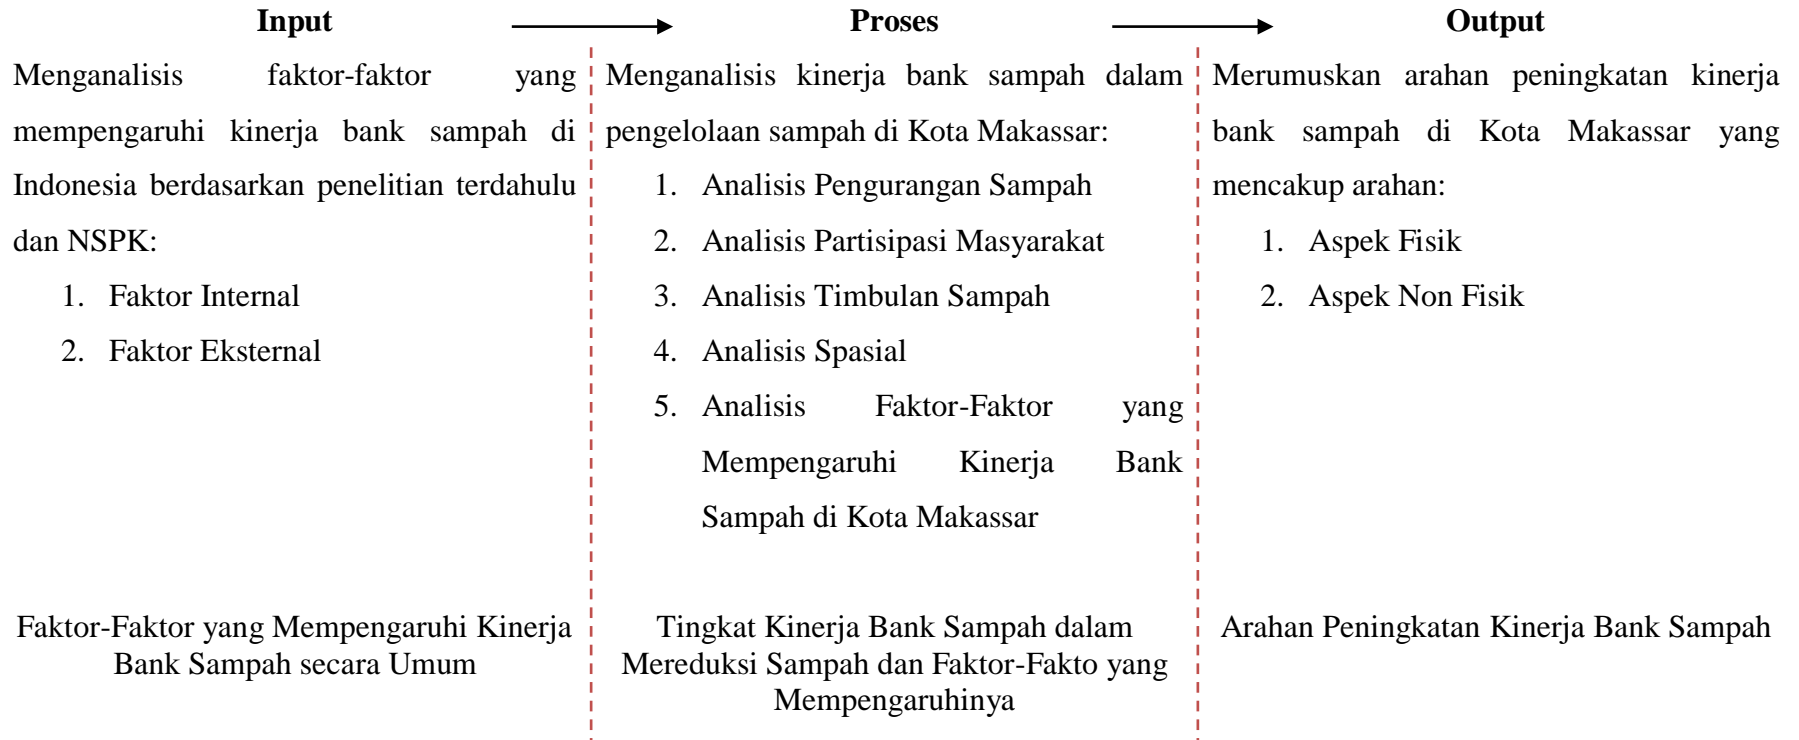 Input
Proses
Output
Menganalisis faktor-faktor yang
mempengaruhi kinerja bank sampah di
Indonesia berdasarkan penelitian terdahulu
dan NSPK:
1. Faktor Internal
2. Faktor Eksternal
Faktor-Faktor yang Mempengaruhi Kinerja
Bank Sampah secara Umum
Menganalisis kinerja bank sampah dalam
pengelolaan sampah di Kota Makassar:
1. Analisis Pengurangan Sampah
2. Analisis Partisipasi Masyarakat
3. Analisis Timbulan Sampah
4. Analisis Spasial
5. Analisis Faktor-Faktor yang
Mempengaruhi Kinerja Bank
Sampah di Kota Makassar
Tingkat Kinerja Bank Sampah dalam
Mereduksi Sampah dan Faktor-Fakto yang
Mempengaruhinya
Merumuskan arahan peningkatan kinerja
bank sampah di Kota Makassar yang
mencakup arahan:
1. Aspek Fisik
2. Aspek Non Fisik
Arahan Peningkatan Kinerja Bank Sampah